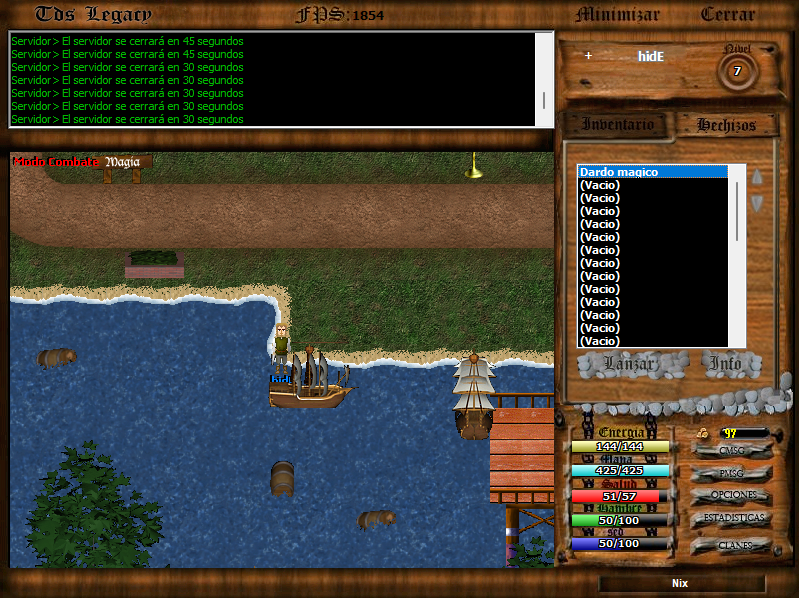 Tds Legacy
FPS:1854
Minimizar
Cerrar
Servidor> El servidor se cerrará en 45 segundos
Servidor> El servidor se cerrará en 45 segundos
Servidor> El servidor se cerrará en 30 segundos
Servidor> El servidor se cerrará en 30 segundos
Servidor> El servidor se cerrará en 30 segundos
Servidor> El servidor se cerrará en 30 segundos
Servidor> El servidor se cerrará en 30 segundos
+
hidE
Nivel
7
Inventario
Hechizos
Modo Combate
Magia
Dardo magico
(Vacio)
(Vacio)
(Vacio)
(Vacio)
(Vacio)
(Vacio)
(Vacio)
(Vacio)
(Vacio)
(Vacio)
(Vacio)
(Vacio)
(Vacio)
Lanzar
Info
Energia
144/144
Mana
425/425
Salud
51/57
Hambre
50/100
Sed
50/100
97
CMSG
PMSG
OPCIONES
ESTADISTICAS
CLANES
Nix